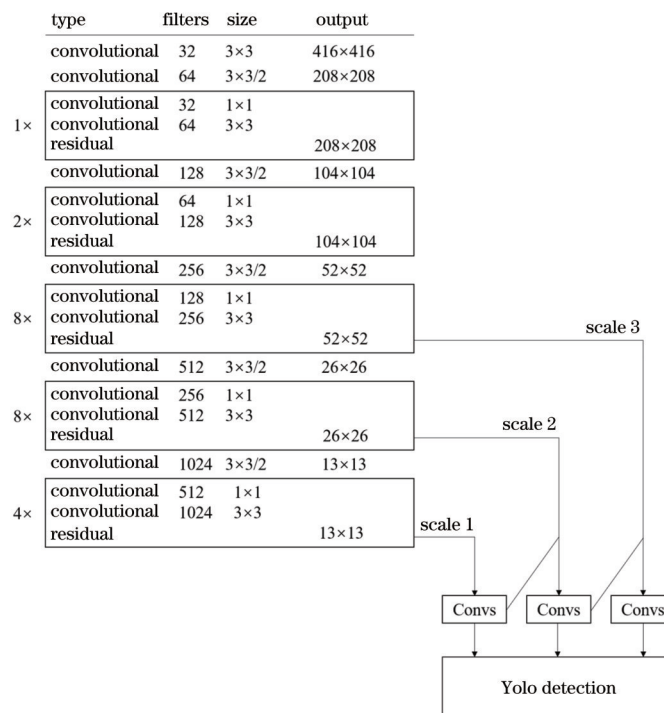 type filters size output
convolutional 32 3×3 416×416
convolutional 64 3×3/2 208×208
convolutional 32 1×1
1× convolutional 64 3×3
residual 208×208
convolutional 128 3×3/2 104×104
convolutional 64 1×1
2× convolutional 128 3×3
residual 104×104
convolutional 256 3×3/2 52×52
convolutional 128 1×1
8× convolutional 256 3×3
residual 52×52
scale 3
convolutional 512 3×3/2 26×26
convolutional 256 1×1
8× convolutional 512 3×3
residual 26×26
scale 2
convolutional 1024 3×3/2 13×13
convolutional 512 1×1
4× convolutional 1024 3×3
residual 13×13
scale 1
Convs Convs Convs
Yolo detection